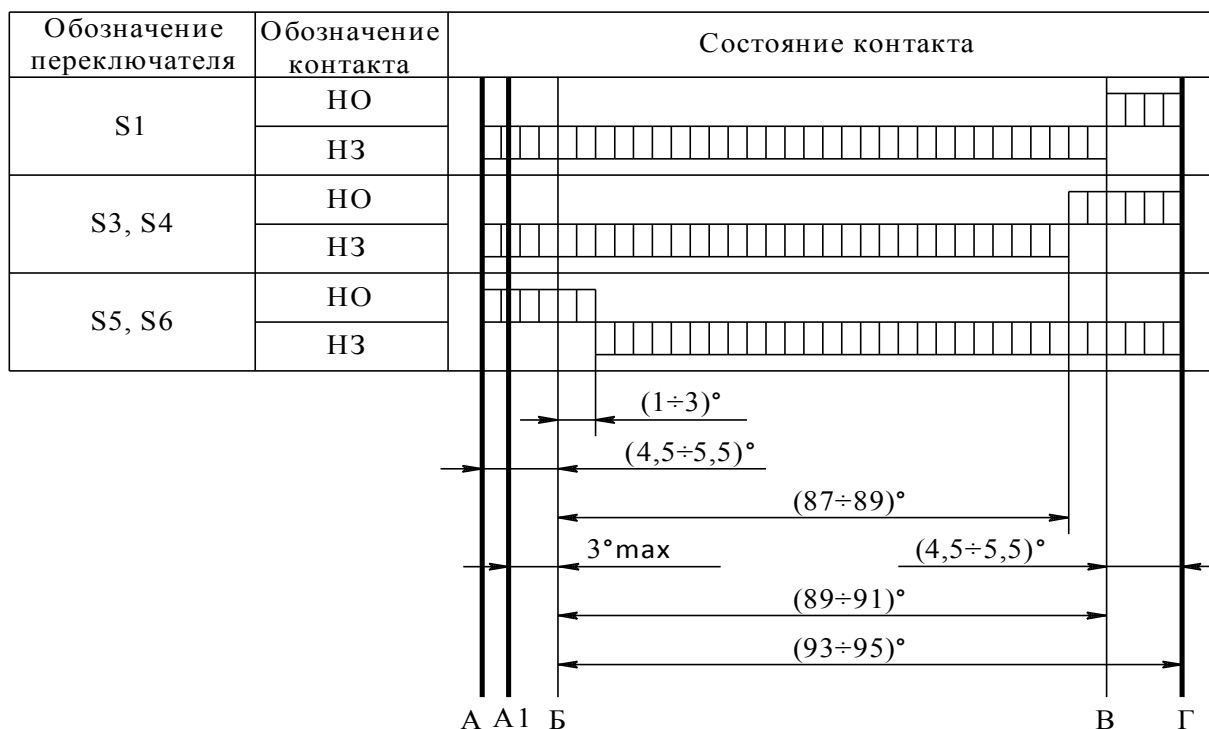 Обозначение
переключателя
Обозначение
контакта
Состояние контакта
S1
НО
НЗ
S3, S4
НО
НЗ
S5, S6
НО
НЗ
(1÷3)°
(4,5÷5,5)°
(87÷89)°
3°max
(4,5÷5,5)°
(89÷91)°
(93÷95)°
А А1 Б В Г